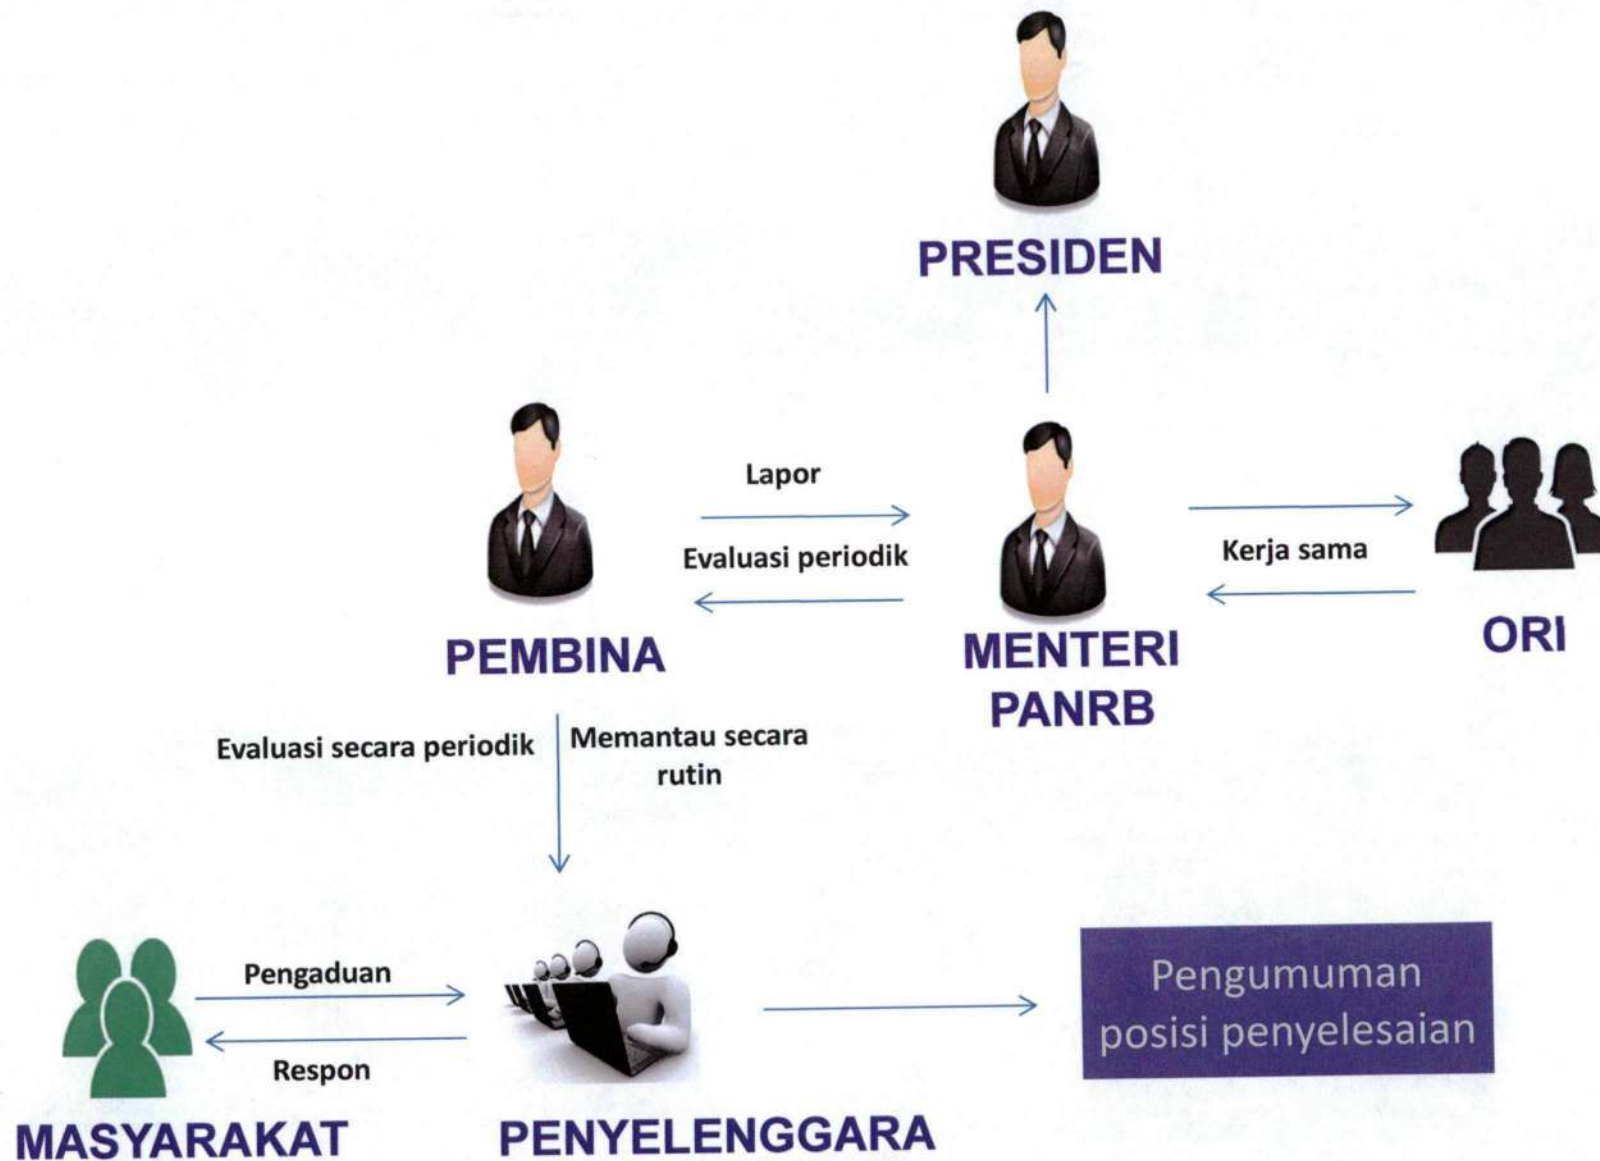 PRESIDEN
Lapor
Evaluasi periodik
Kerja sama
PEMBINA
MENTERI
PANRB
ORI
Evaluasi secara periodik
Memantau secara
rutin
Pengaduan
Respon
Pengumuman
posisi penyelesaian
MASYARAKAT
PENYELENGGARA